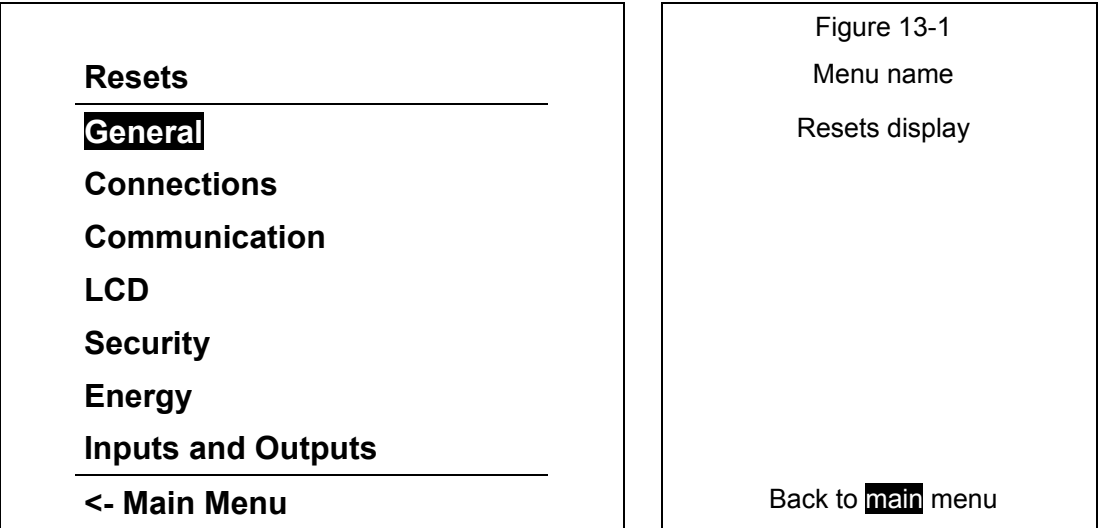 Resets
General
Connections
Communication
LCD
Security
Energy
Inputs and Outputs
<- Main Menu
Figure 13-1
Menu name
Resets display
Back to main menu